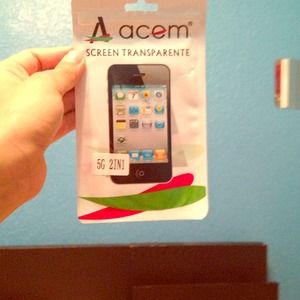 acem®
SCREEN TRANSPARENTE
5G 2IN1